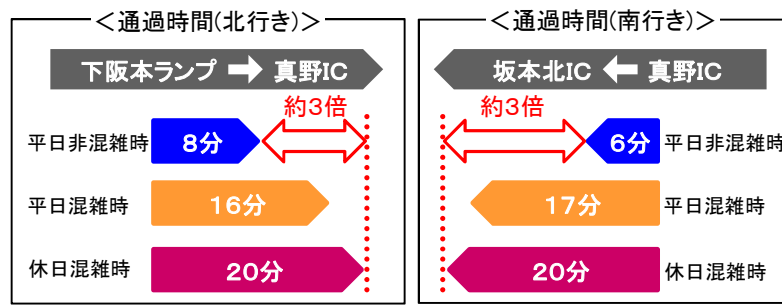 ＜通過時間(北行き)＞
下阪本ランプ ➡ 真野IC
約3倍
平日非混雑時 8分
平日混雑時 16分
休日混雑時 20分
＜通過時間(南行き)＞
坂本北IC ⬅ 真野IC
約3倍
6分 平日非混雑時
17分 平日混雑時
20分 休日混雑時